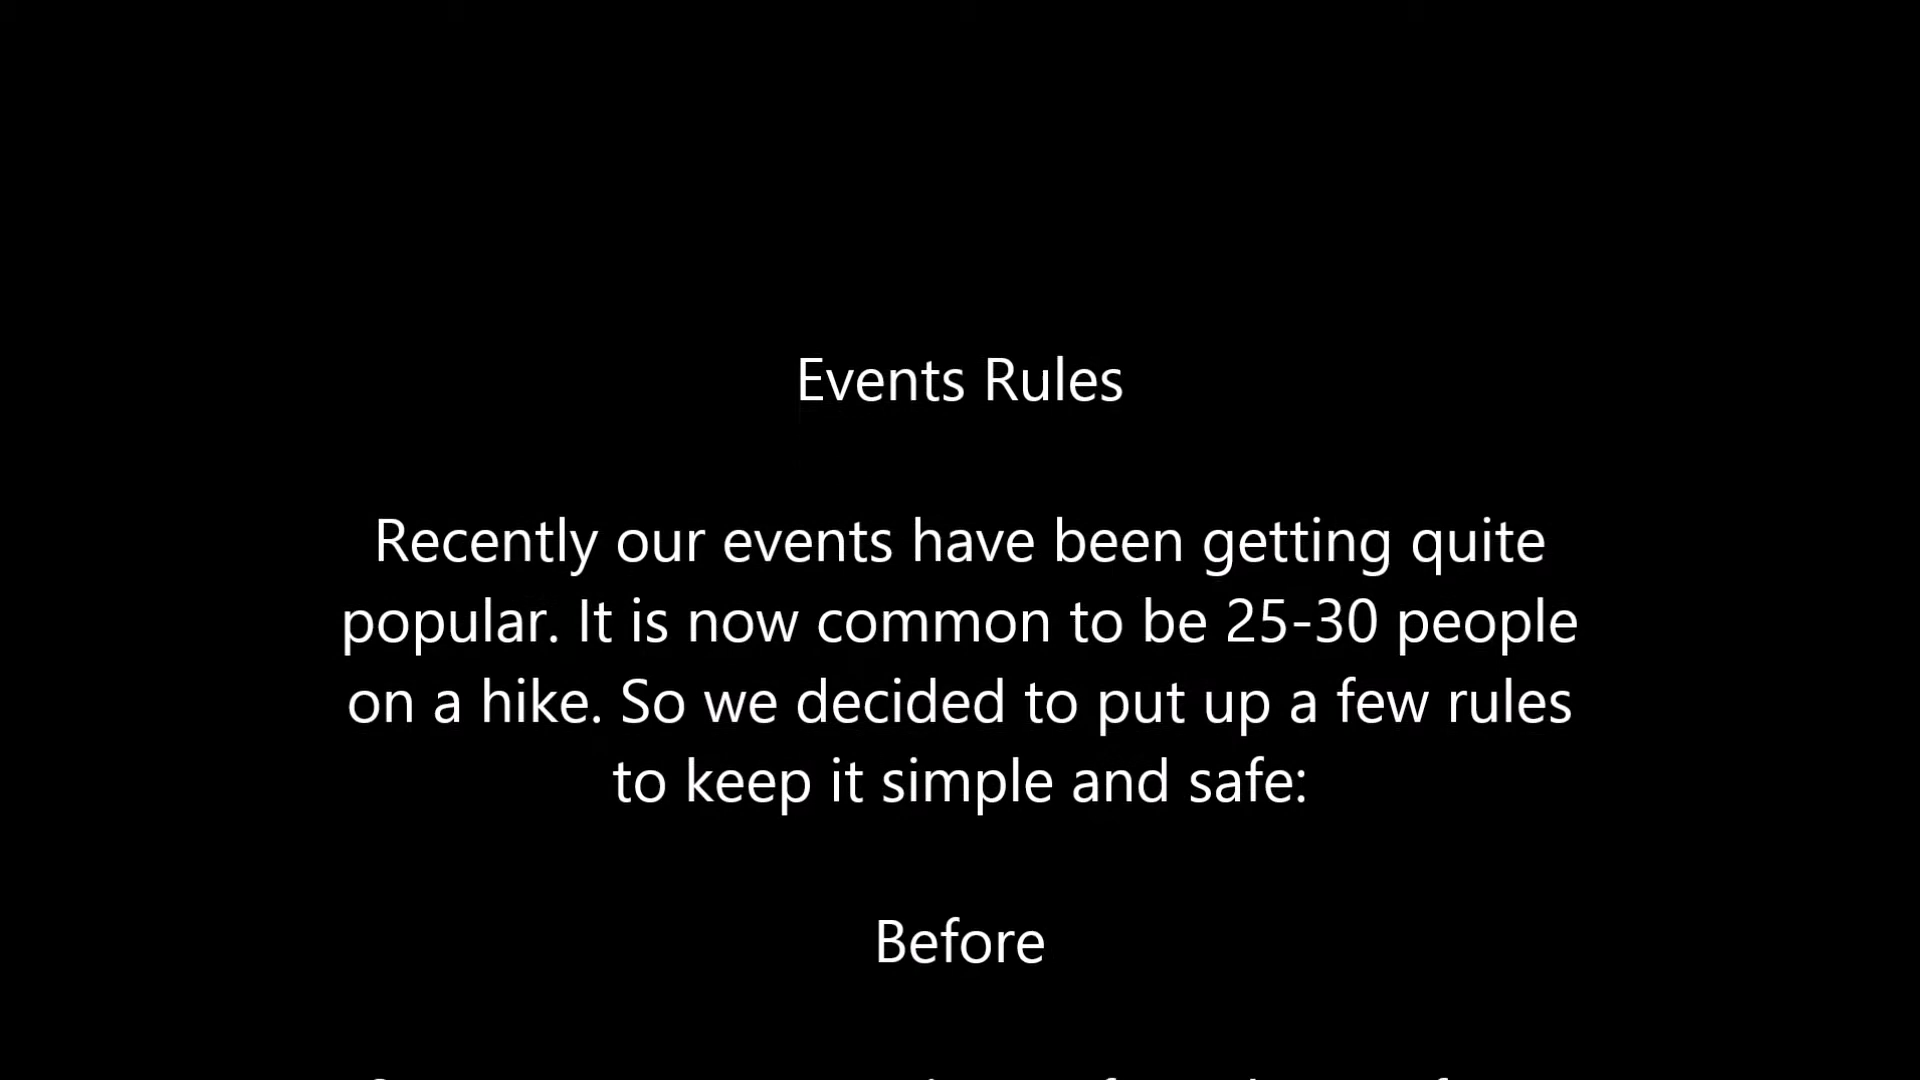 Events Rules
Recently our events have been getting quite
popular. It is now common to be 25-30 people
on a hike. So we decided to put up a few rules
to keep it simple and safe:
Before